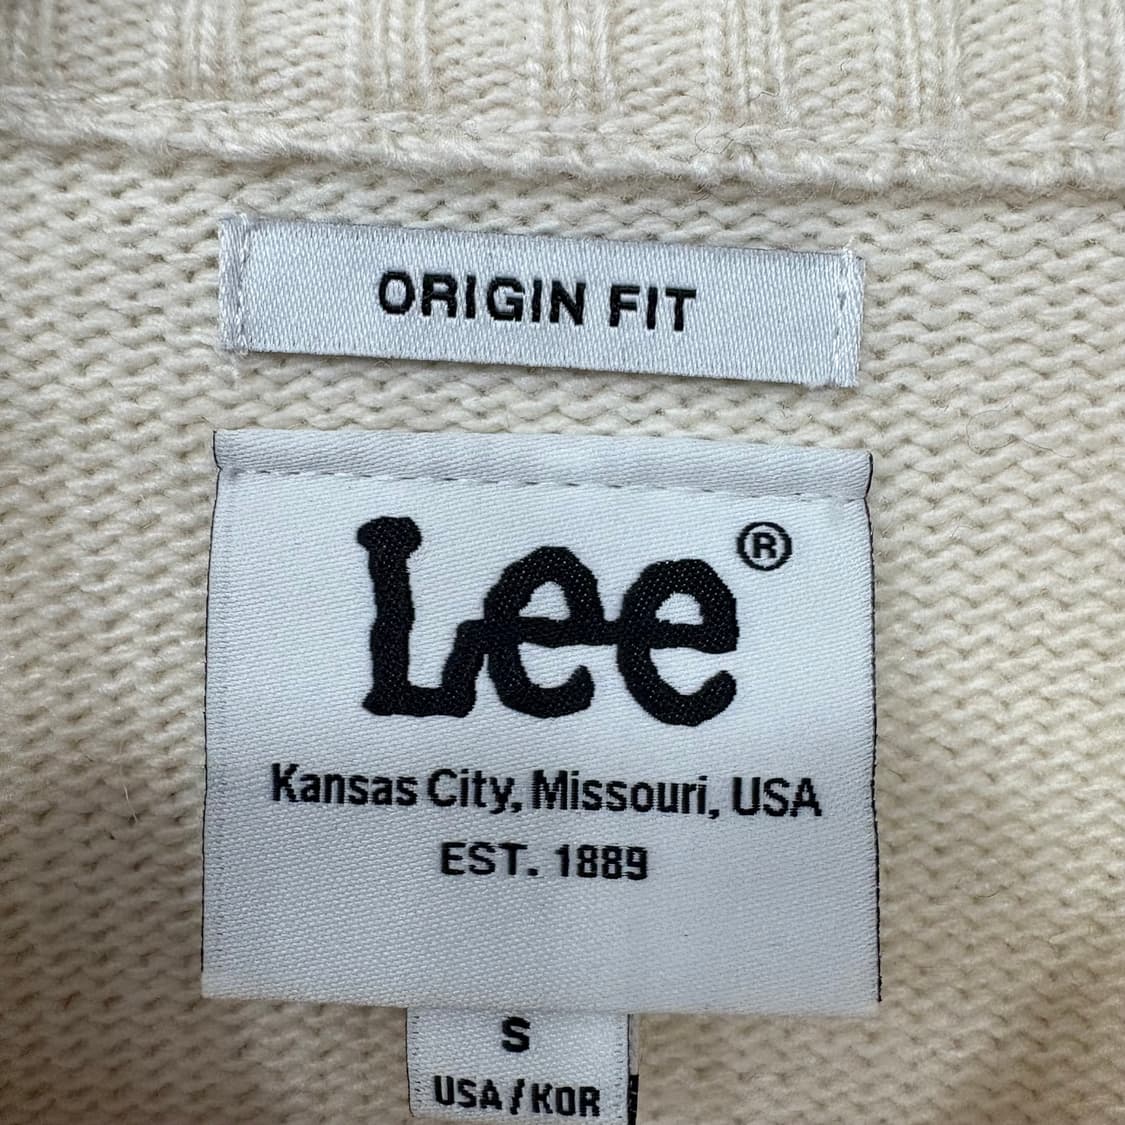 ORIGIN FIT
Lee®
Kansas City, Missouri, USA
EST. 1889
S
USA/KOR